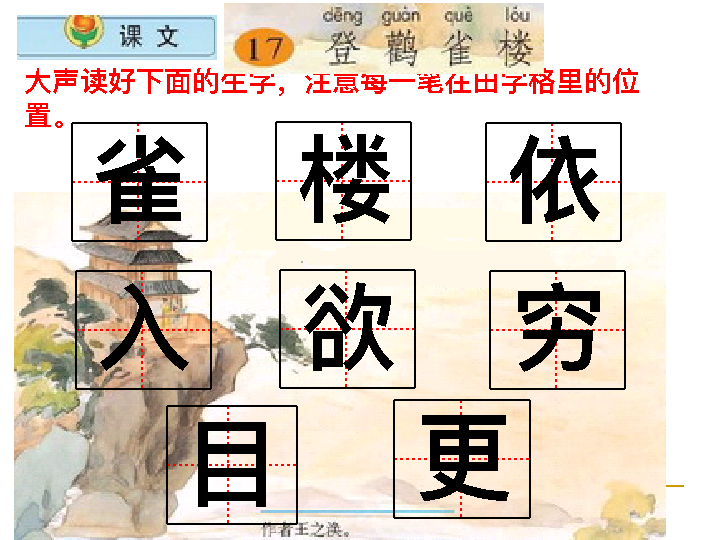 课 文
dēng guàn què lóu
17 登 鹳 雀 楼
大声读好下面的生字，注意每一笔在田字格里的位
置。
雀 楼 依
入 欲 穷
目 更
作者王之涣。